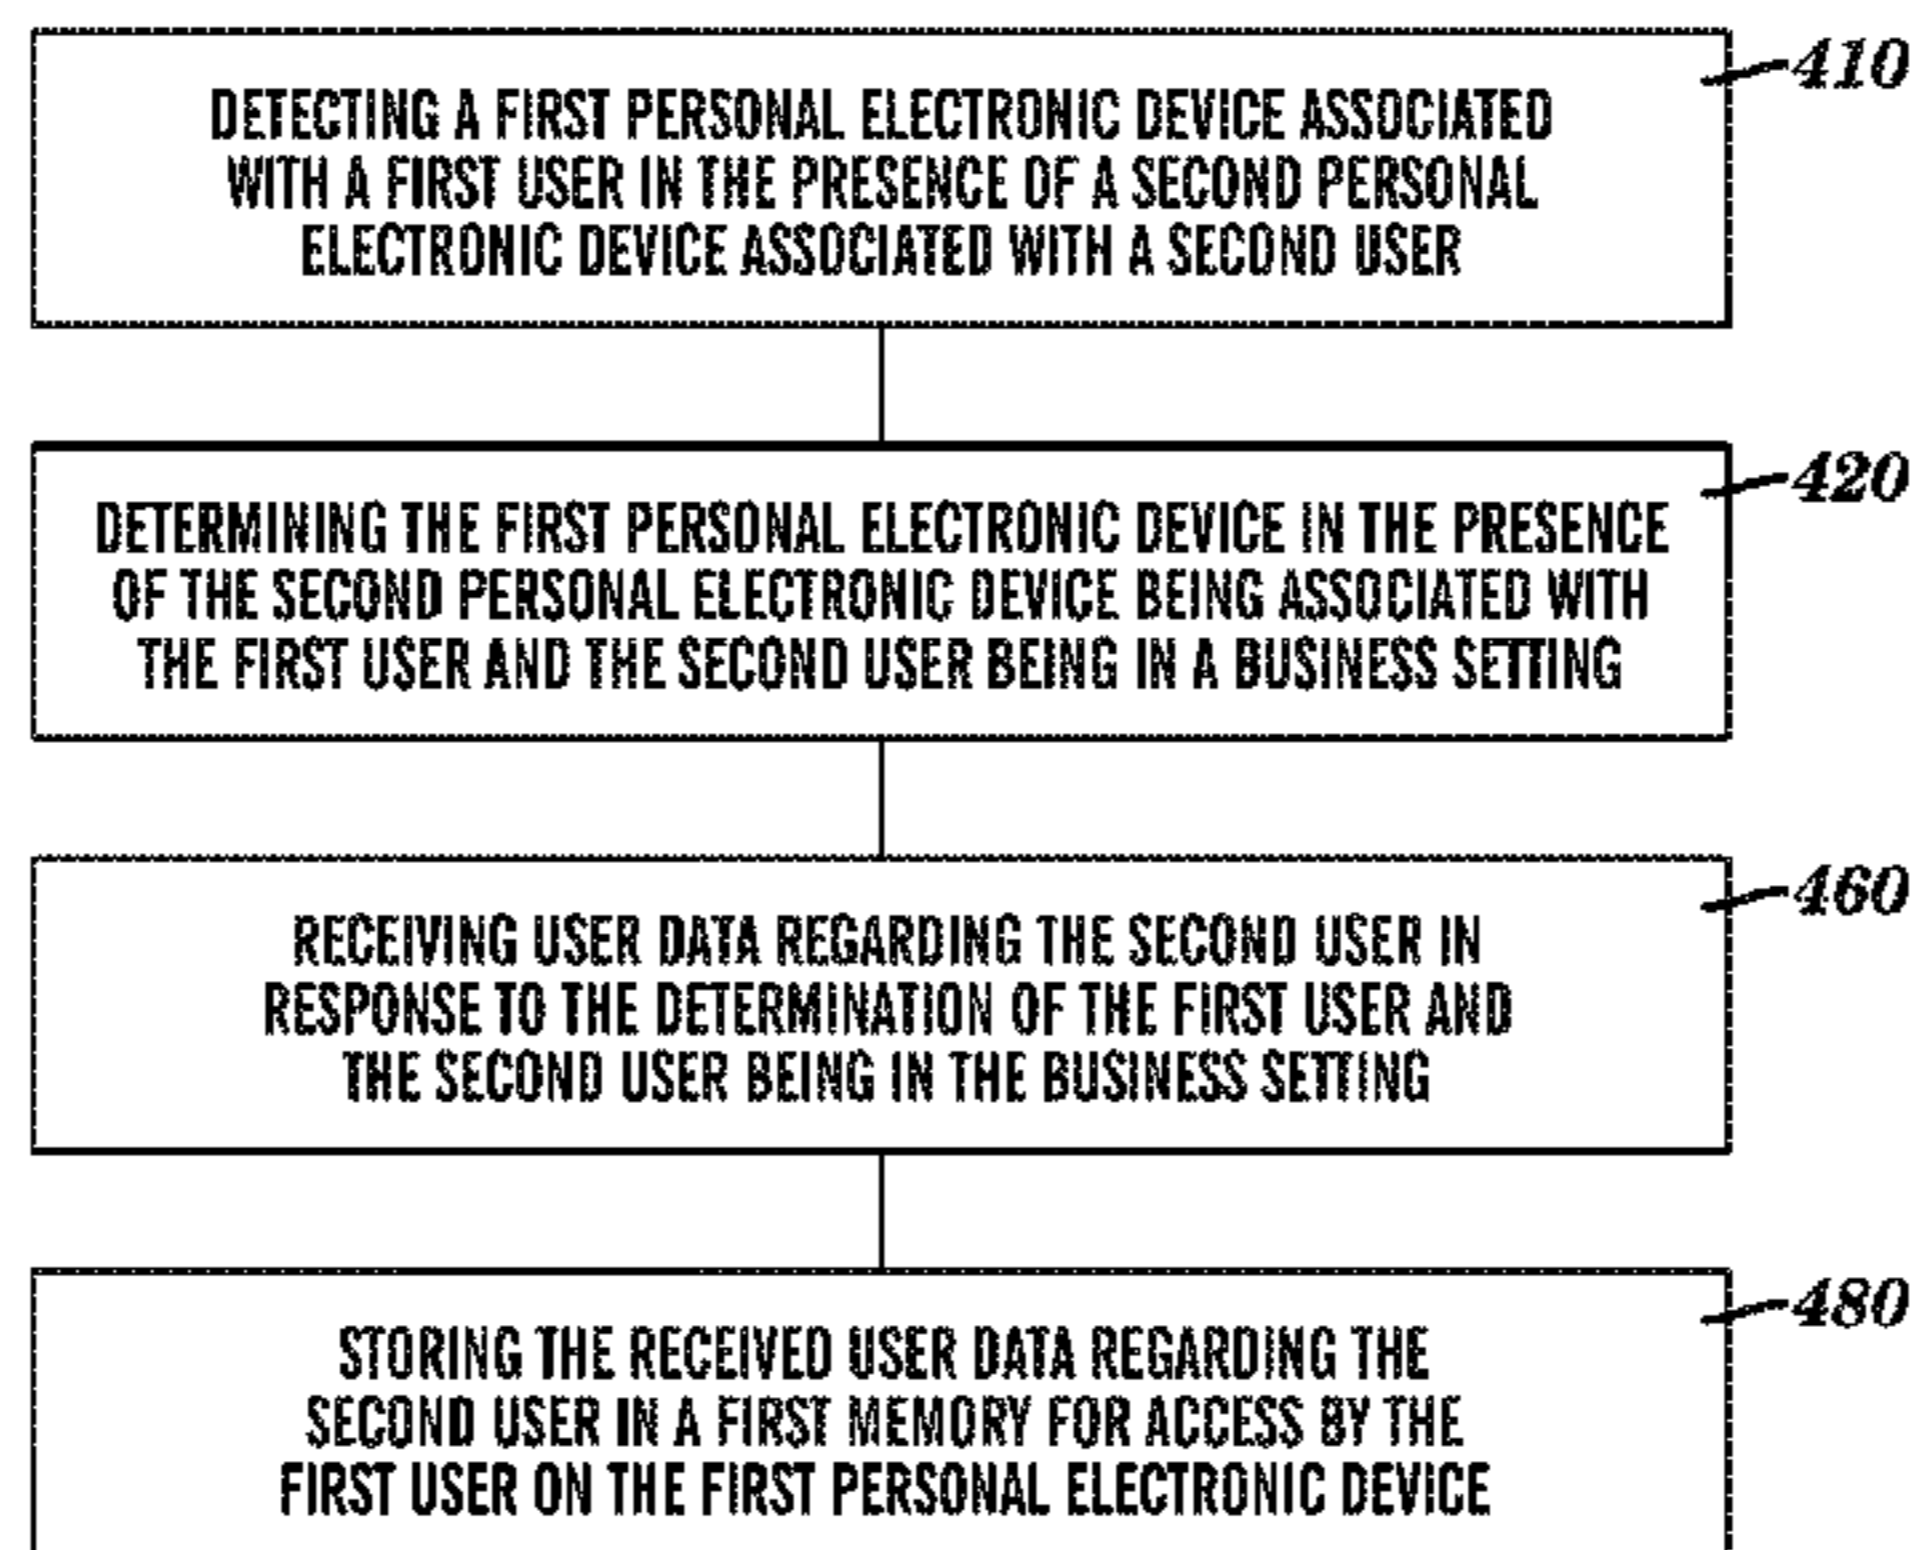 410
DETECTING A FIRST PERSONAL ELECTRONIC DEVICE ASSOCIATED
WITH A FIRST USER IN THE PRESENCE OF A SECOND PERSONAL
ELECTRONIC DEVICE ASSOCIATED WITH A SECOND USER
420
DETERMINING THE FIRST PERSONAL ELECTRONIC DEVICE IN THE PRESENCE
OF THE SECOND PERSONAL ELECTRONIC DEVICE BEING ASSOCIATED WITH
THE FIRST USER AND THE SECOND USER BEING IN A BUSINESS SETTING
460
RECEIVING USER DATA REGARDING THE SECOND USER IN
RESPONSE TO THE DETERMINATION OF THE FIRST USER AND
THE SECOND USER BEING IN THE BUSINESS SETTING
480
STORING THE RECEIVED USER DATA REGARDING THE
SECOND USER IN A FIRST MEMORY FOR ACCESS BY THE
FIRST USER ON THE FIRST PERSONAL ELECTRONIC DEVICE